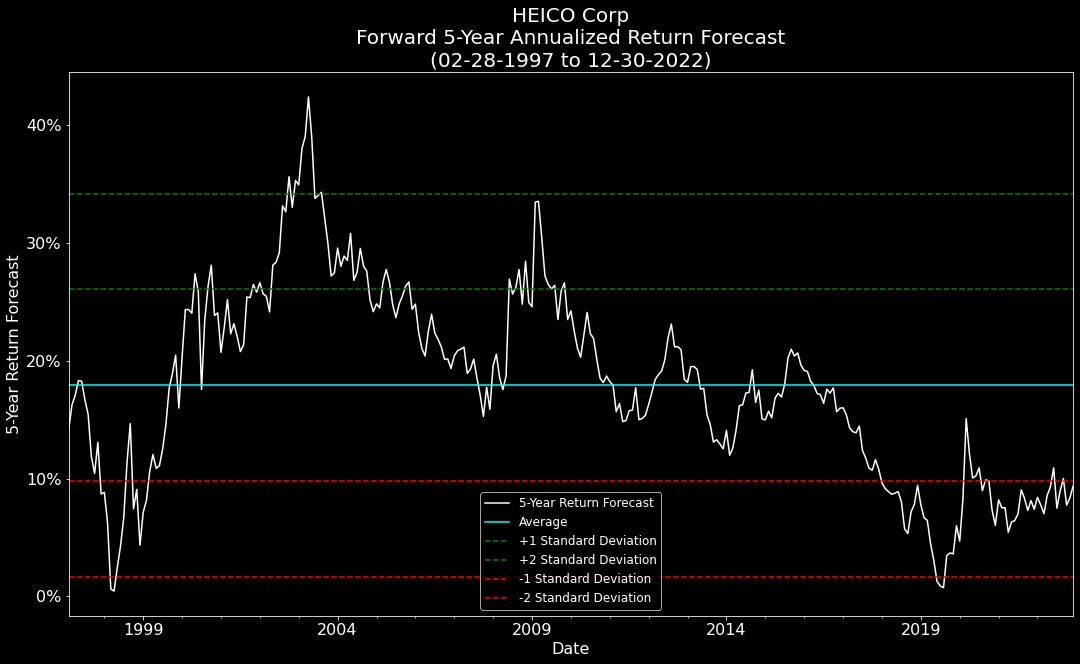 HEICO Corp
Forward 5-Year Annualized Return Forecast
(02-28-1997 to 12-30-2022)
5-Year Return Forecast
40%
30%
20%
10%
0%
5-Year Return Forecast
Average
+1 Standard Deviation
+2 Standard Deviation
-1 Standard Deviation
-2 Standard Deviation
1999 2004 2009 2014 2019
Date